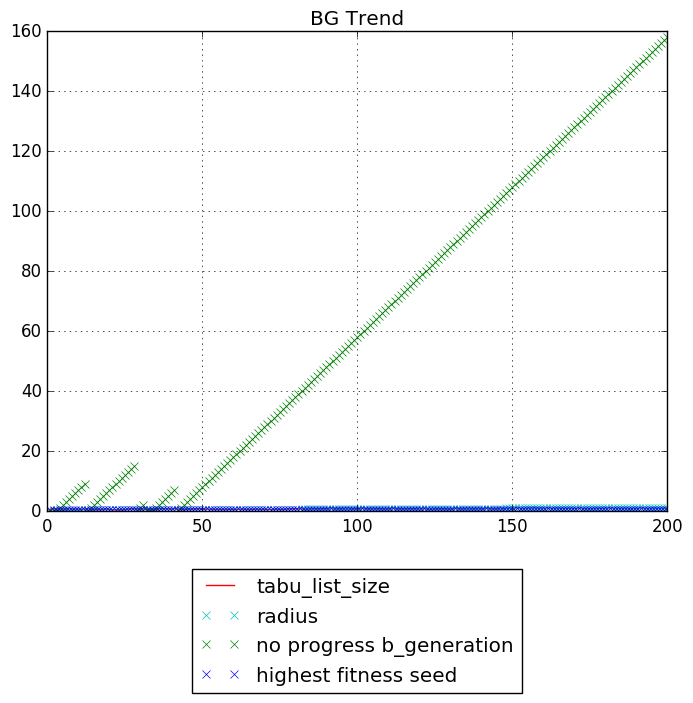 BG Trend
160
140
120
100
80
60
40
20
0
0 50 100 150 200
tabu_list_size
radius
no progress b_generation
highest fitness seed